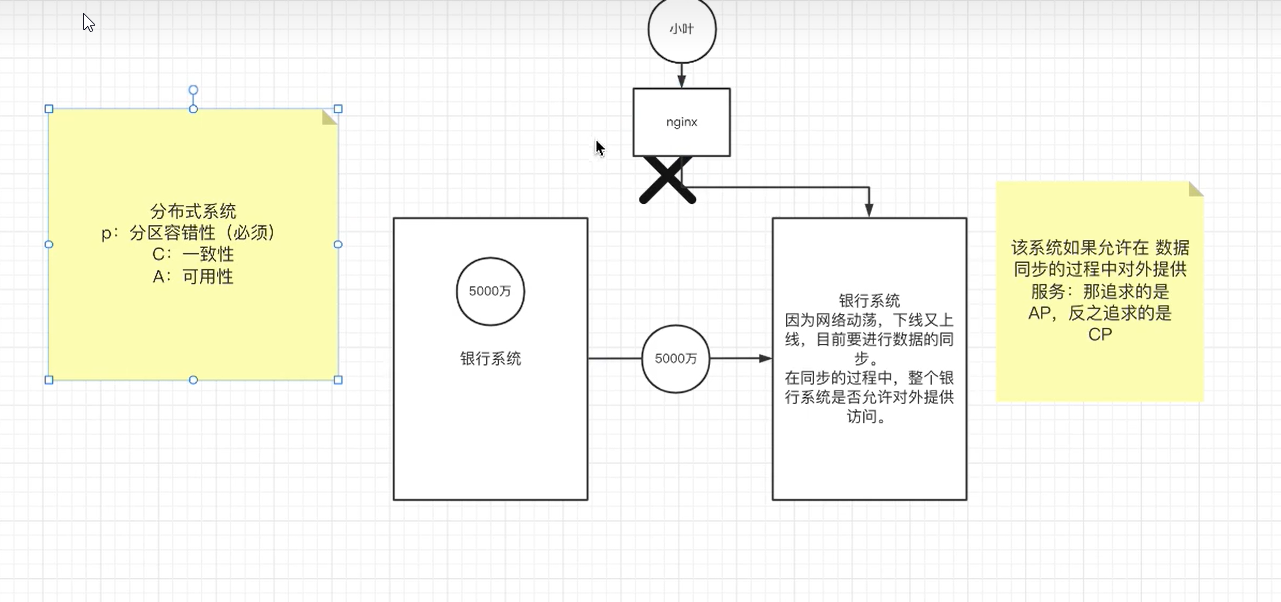 小叶
nginx
分布式系统
p：分区容错性（必须）
C：一致性
A：可用性
5000万
银行系统
5000万
银行系统
因为网络动荡，下线又上
线，目前要进行数据的同
步。
在同步的过程中，整个银
行系统是否允许对外提供
访问。
该系统如果允许在 数据
同步的过程中对外提供
服务：那追求的是
AP，反之追求的是
CP